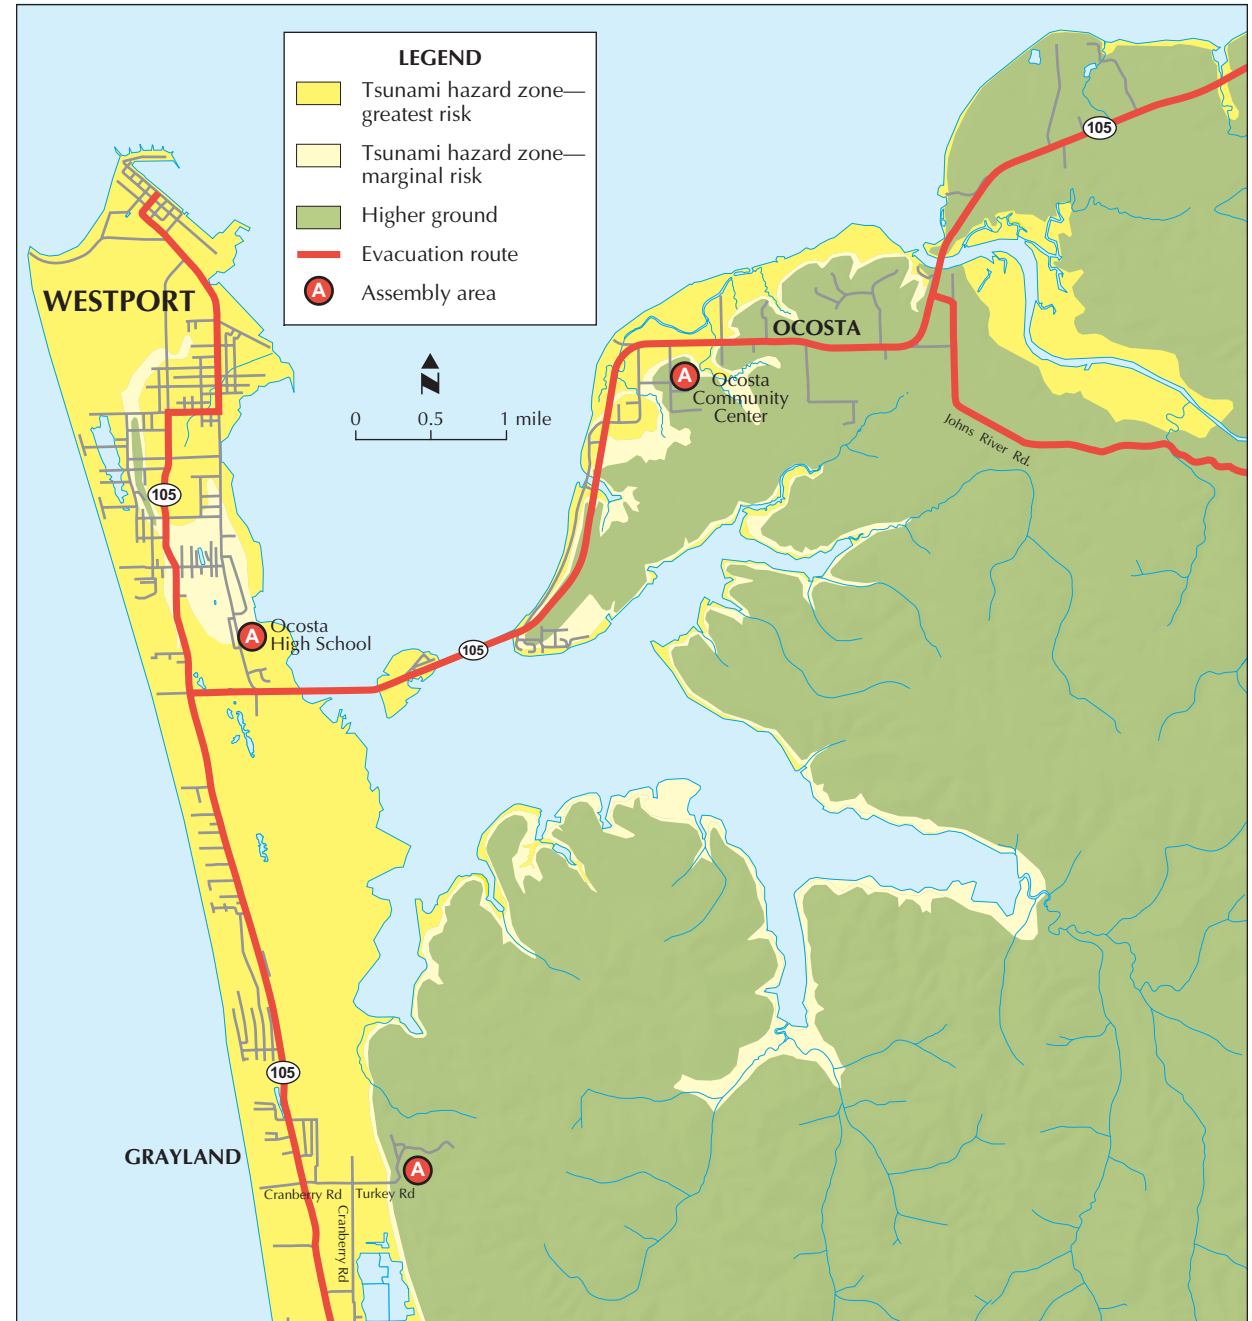 LEGEND
Tsunami hazard zone—
greatest risk
Tsunami hazard zone—
marginal risk
Higher ground
Evacuation route
A
Assembly area
105
WESTPORT
OCOSTA
N
0 0.5 1 mile
A
Ocosta
Community
Center
Johns River Rd.
105
A
Ocosta
High School
105
105
GRAYLAND
A
Cranberry Rd
Turkey Rd
Cranberry Rd